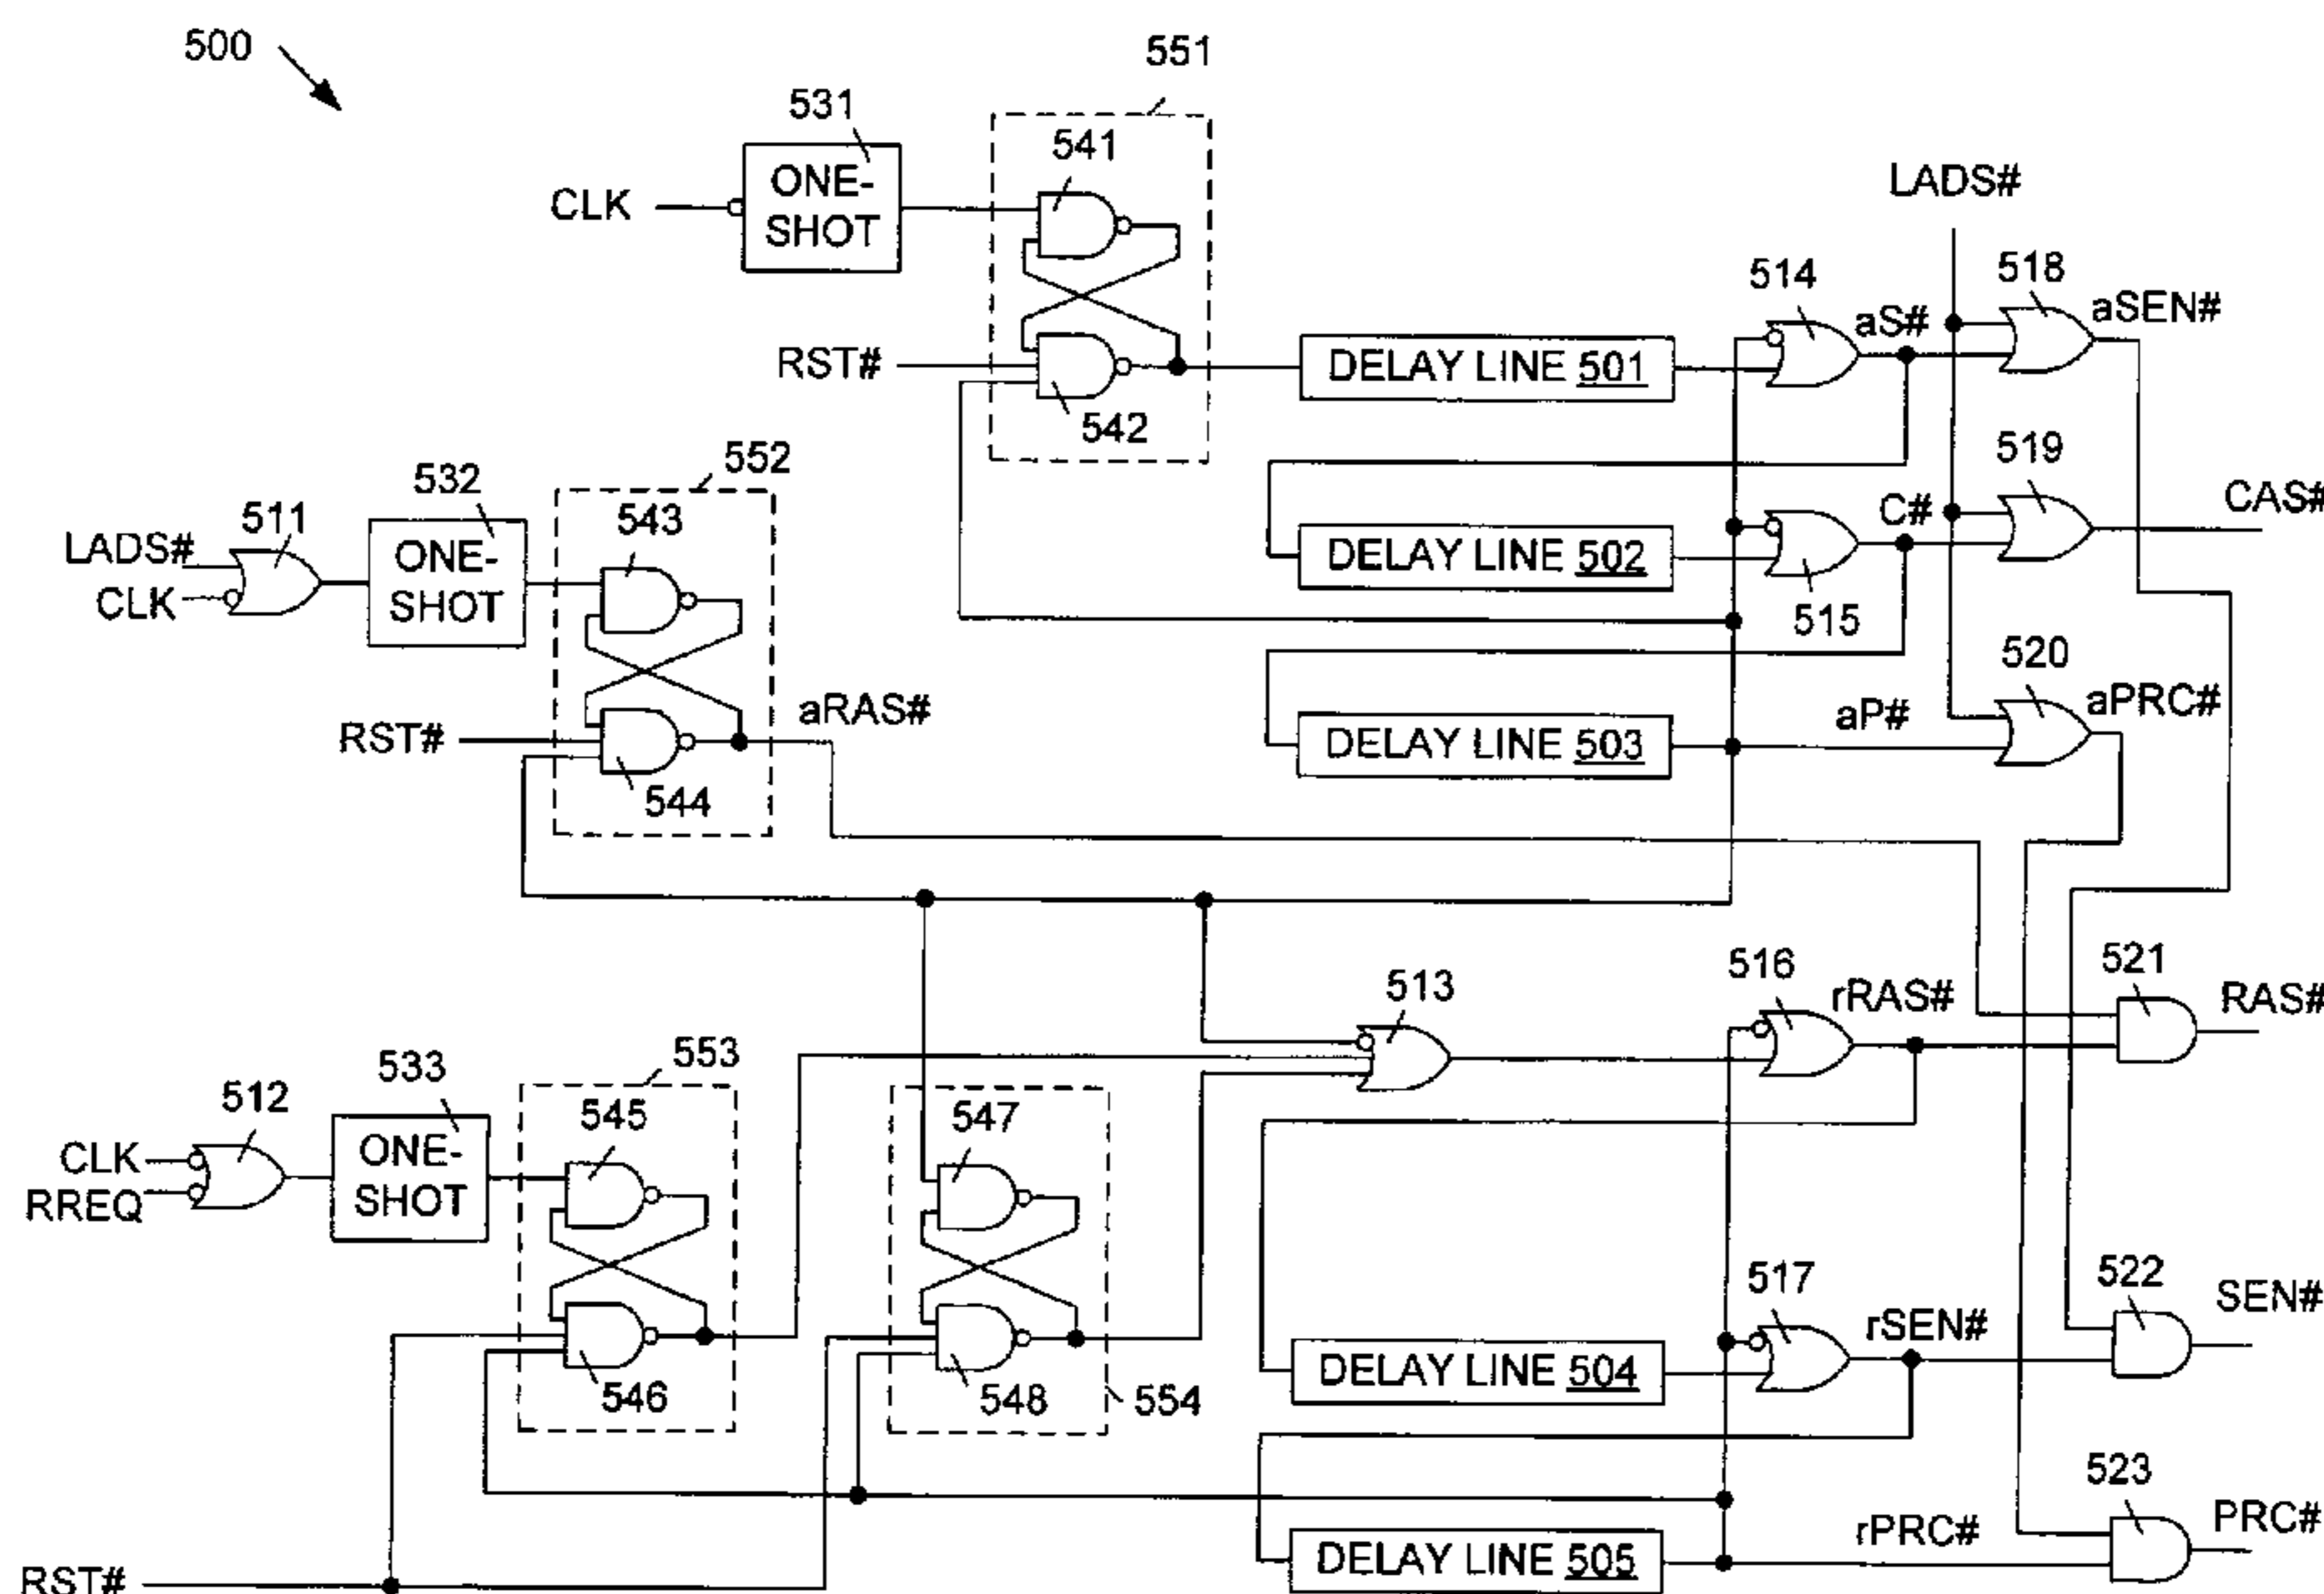 500
551
531
541
ONE-
SHOT
CLK
LADS#
514
518
aS#
aSEN#
RST#
DELAY LINE 501
542
552
532
511
543
519
C#
CAS#
LADS#
ONE-
SHOT
CLK
DELAY LINE 502
515
520
aRAS#
aP#
aPRC#
RST#
DELAY LINE 503
544
513
516
521
rRAS#
RAS#
553
533
512
545
547
CLK
RREQ
ONE-
SHOT
517
522
rSEN#
SEN#
DELAY LINE 504
546
548
554
523
rPRC#
PRC#
DELAY LINE 505
RST#